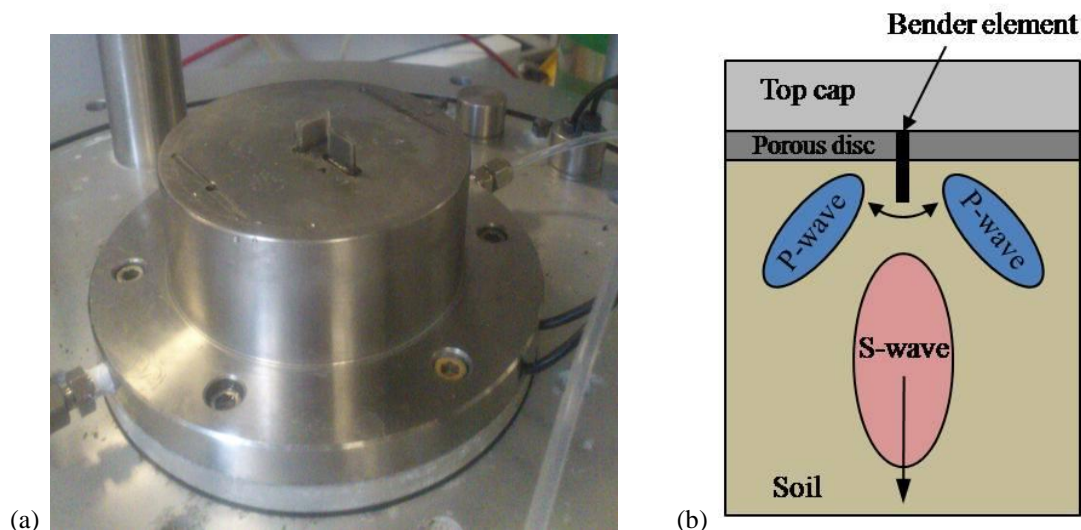 Bender element
Top cap
Porous disc
P-wave
P-wave
S-wave
Soil
(a)
(b)